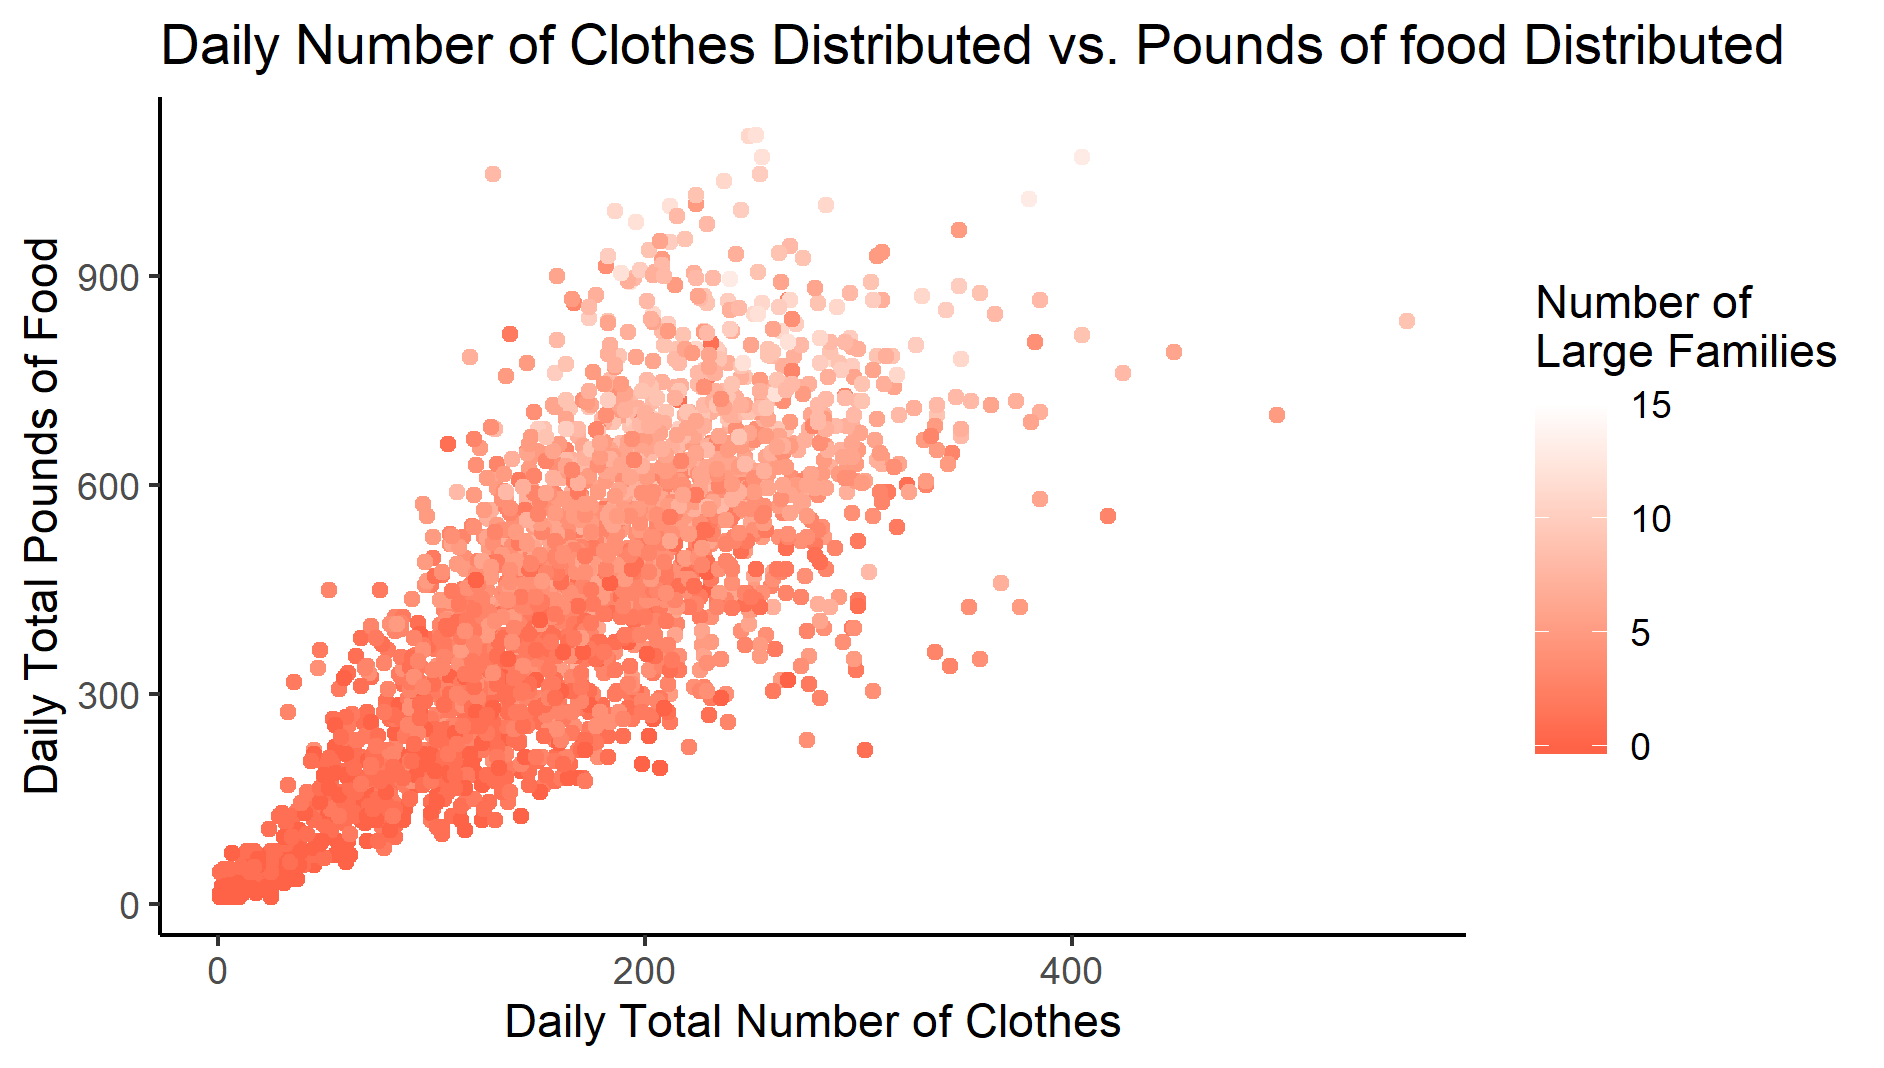 Daily Number of Clothes Distributed vs. Pounds of food Distributed
Daily Total Pounds of Food
900
600
300
0
0
200
400
Daily Total Number of Clothes
Number of
Large Families
15
10
5
0